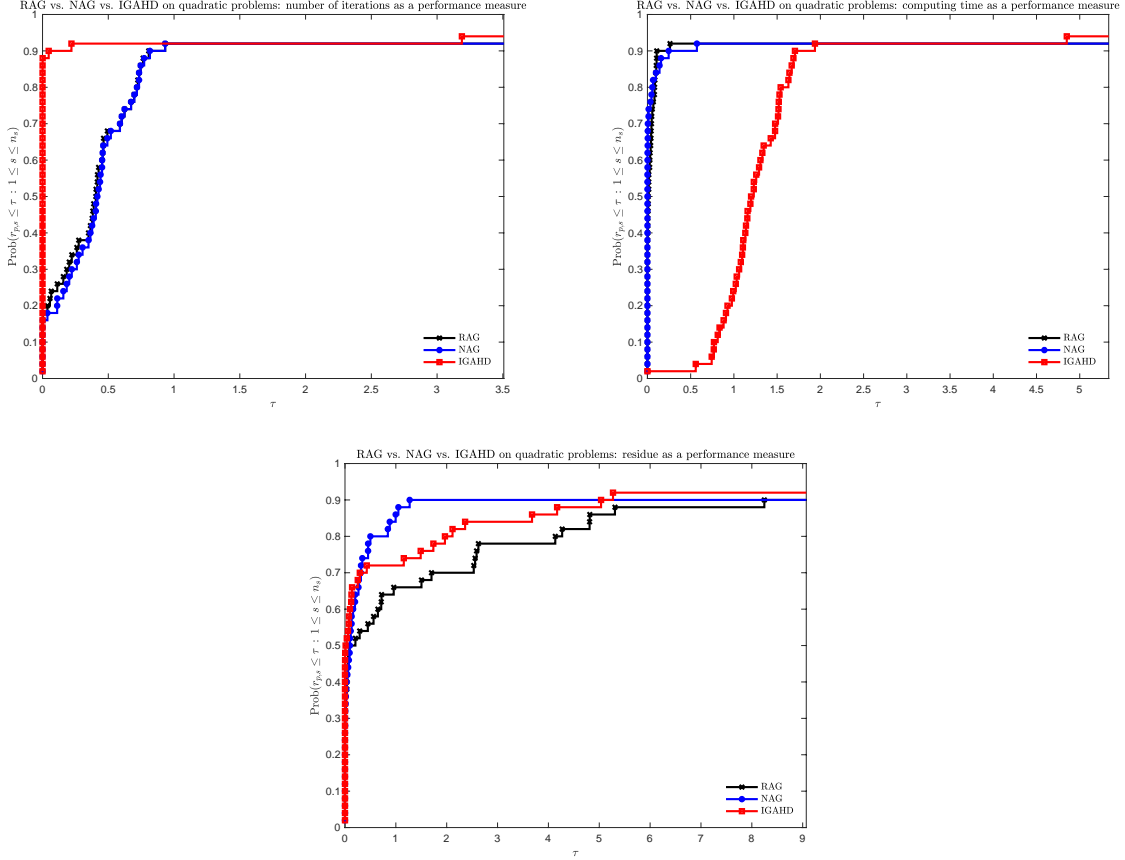 RAG vs. NAG vs. IGAHD on quadratic problems: number of iterations as a performance measure
1
0.9
0.8
0.7
0.6
0.5
0.4
0.3
0.2
0.1
0
Prob(r_{p,s} ≤ τ : 1 ≤ s ≤ n_s)
RAG
NAG
IGAHD
0 0.5 1 1.5 2 2.5 3 3.5
τ
RAG vs. NAG vs. IGAHD on quadratic problems: computing time as a performance measure
1
0.9
0.8
0.7
0.6
0.5
0.4
0.3
0.2
0.1
0
Prob(r_{p,s} ≤ τ : 1 ≤ s ≤ n_s)
RAG
NAG
IGAHD
0 0.5 1 1.5 2 2.5 3 3.5 4 4.5 5
τ
RAG vs. NAG vs. IGAHD on quadratic problems: residue as a performance measure
1
0.9
0.8
0.7
0.6
0.5
0.4
0.3
0.2
0.1
0
Prob(r_{p,s} ≤ τ : 1 ≤ s ≤ n_s)
RAG
NAG
IGAHD
0 1 2 3 4 5 6 7 8 9
τ